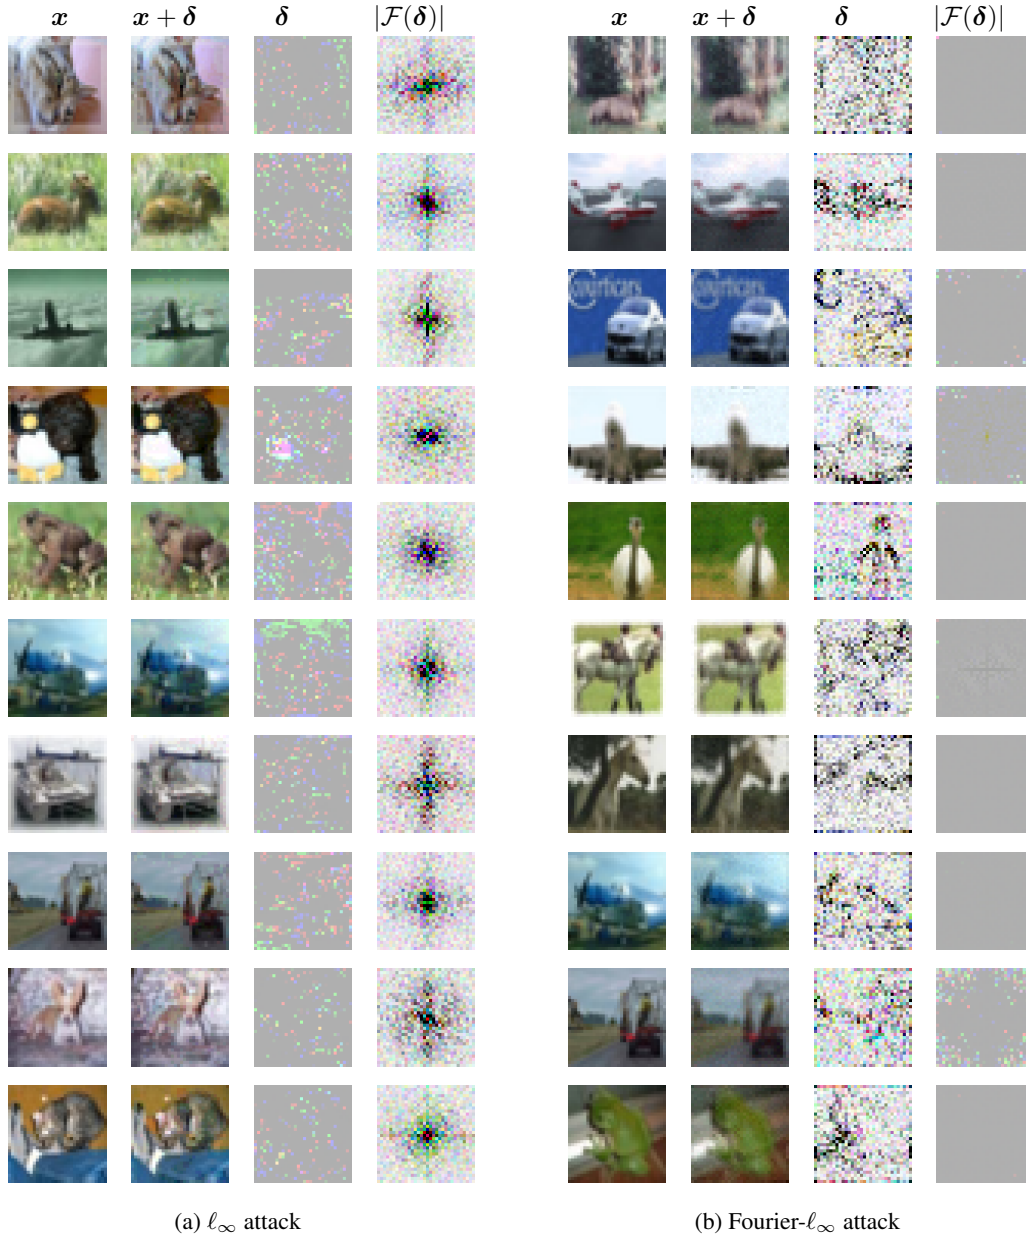 x x + δ δ |F(δ)| x x + δ δ |F(δ)|
(a) ℓ∞ attack (b) Fourier-ℓ∞ attack